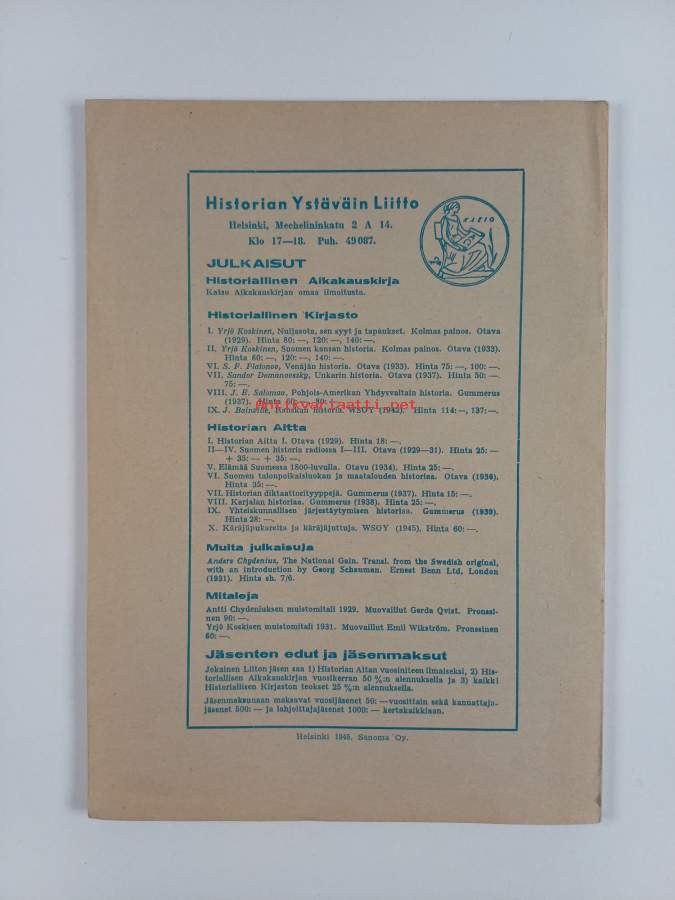 Historian Ystäväin Liitto
Helsinki, Mechelininkatu 2 A 14.
Klo 17—18. Puh. 49087.
KLEIO
JULKAISUT
Historiallinen Aikakauskirja
Katso Aikakauskirjan omaa ilmoitusta.
Historiallinen Kirjasto
I. Yrjö Koskinen, Nuijasota, sen syyt ja tapaukset. Kolmas painos. Otava
(1929). Hinta 80: —, 120: —, 140: —.
II. Yrjö Koskinen, Suomen kansan historia. Kolmas painos. Otava (1933).
Hinta 60: —, 120: —, 140: —.
VI. S. F. Platonov, Venäjän historia. Otava (1933). Hinta 75: —, 100: —.
VII. Sandor Domanovszky, Unkarin historia. Otava (1937). Hinta 50: —
75: —.
VIII. J. E. Salomaa, Pohjois-Amerikan Yhdysvaltain historia. Gummerus
(1937). Hinta 60: —, 80: —.
antikvariaatti.net
IX. J. Bainville, Ranskan historia. WSOY (1942). Hinta 114: —, 137: —.
Historian Aitta
I. Historian Aitta I. Otava (1929). Hinta 18: —.
II—IV. Suomen historia radiossa I—III. Otava (1929—31). Hinta 25: —
+ 35: — + 35: —.
V. Elämää Suomessa 1800-luvulla. Otava (1934). Hinta 25: —.
VI. Suomen talonpoikaisluokan ja maatalouden historiaa. Otava (1936).
Hinta 35: —.
VII. Historian diktaattorityyppejä. Gummerus (1937). Hinta 15: —.
VIII. Karjalan historiaa. Gummerus (1938). Hinta 25: —.
IX. Yhteiskunnallisen järjestäytymisen historiaa. Gummerus (1939).
Hinta 28: —.
X. Käräjäpukareita ja käräjäjuttuja. WSOY (1945). Hinta 60: —.
Muita julkaisuja
Anders Chydenius, The National Gain. Transl. from the Swedish original,
with an introduction by Georg Schauman. Ernest Benn Ltd, London
(1931). Hinta sh. 7/6.
Mitaleja
Antti Chydeniuksen muistomitali 1929. Muovaillut Gerda Qvist. Pronssi-
nen 90: —.
Yrjö Koskisen muistomitali 1931. Muovaillut Emil Wikström. Pronssinen
60: —.
Jäsenten edut ja jäsenmaksut
Jokainen Liiton jäsen saa 1) Historian Aitan vuosiniteen ilmaiseksi, 2) His-
toriallisen Aikakauskirjan vuosikerran 50 %:n alennuksella ja 3) kaikki
Historiallisen Kirjaston teokset 25 %:n alennuksella.
Jäsenmaksunaan maksavat vuosijäsenet 50: — vuosittain sekä kannattaja-
jäsenet 500: — ja lahjoittajajäsenet 1000: — kertakaikkiaan.
Helsinki 1945, Sanoma Oy.